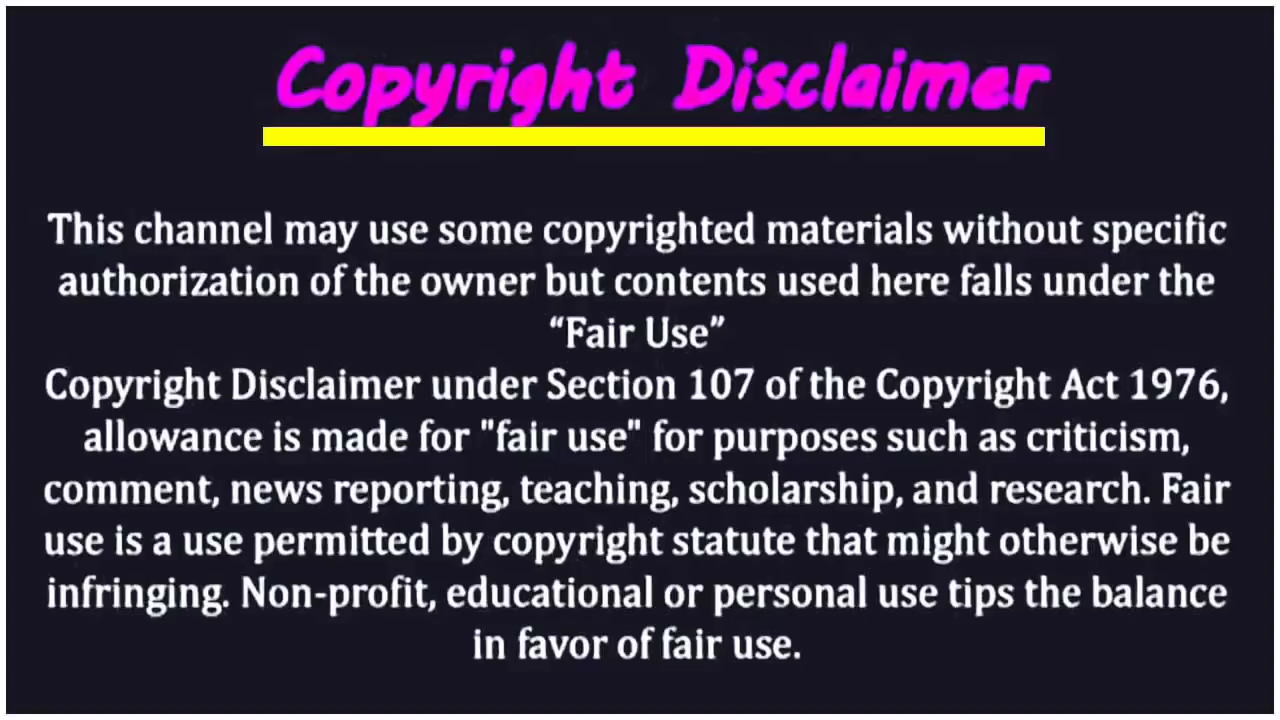 Copyright Disclaimer
This channel may use some copyrighted materials without specific
authorization of the owner but contents used here falls under the
“Fair Use”
Copyright Disclaimer under Section 107 of the Copyright Act 1976,
allowance is made for "fair use" for purposes such as criticism,
comment, news reporting, teaching, scholarship, and research. Fair
use is a use permitted by copyright statute that might otherwise be
infringing. Non-profit, educational or personal use tips the balance
in favor of fair use.